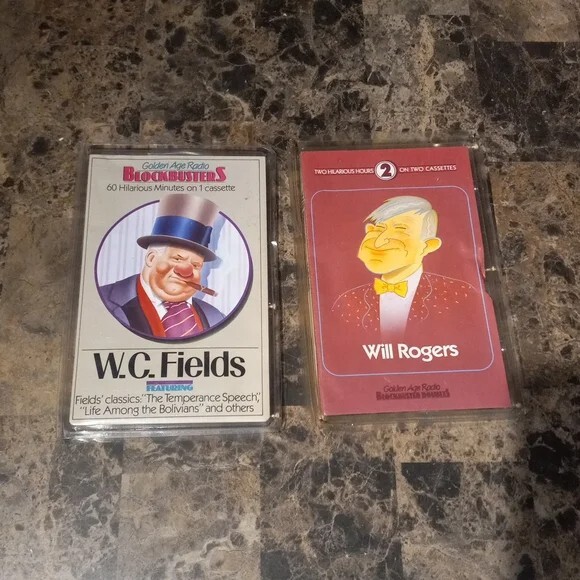 Golden Age Radio
BLOCKBUSTERS
60 Hilarious Minutes on 1 cassette
W.C. Fields
FEATURING
Fields' classics: "The Temperance Speech",
"Life Among the Bolivians" and others
TWO HILARIOUS HOURS 2 ON TWO CASSETTES
Will Rogers
Golden Age Radio
BLOCKBUSTER DOUBLES